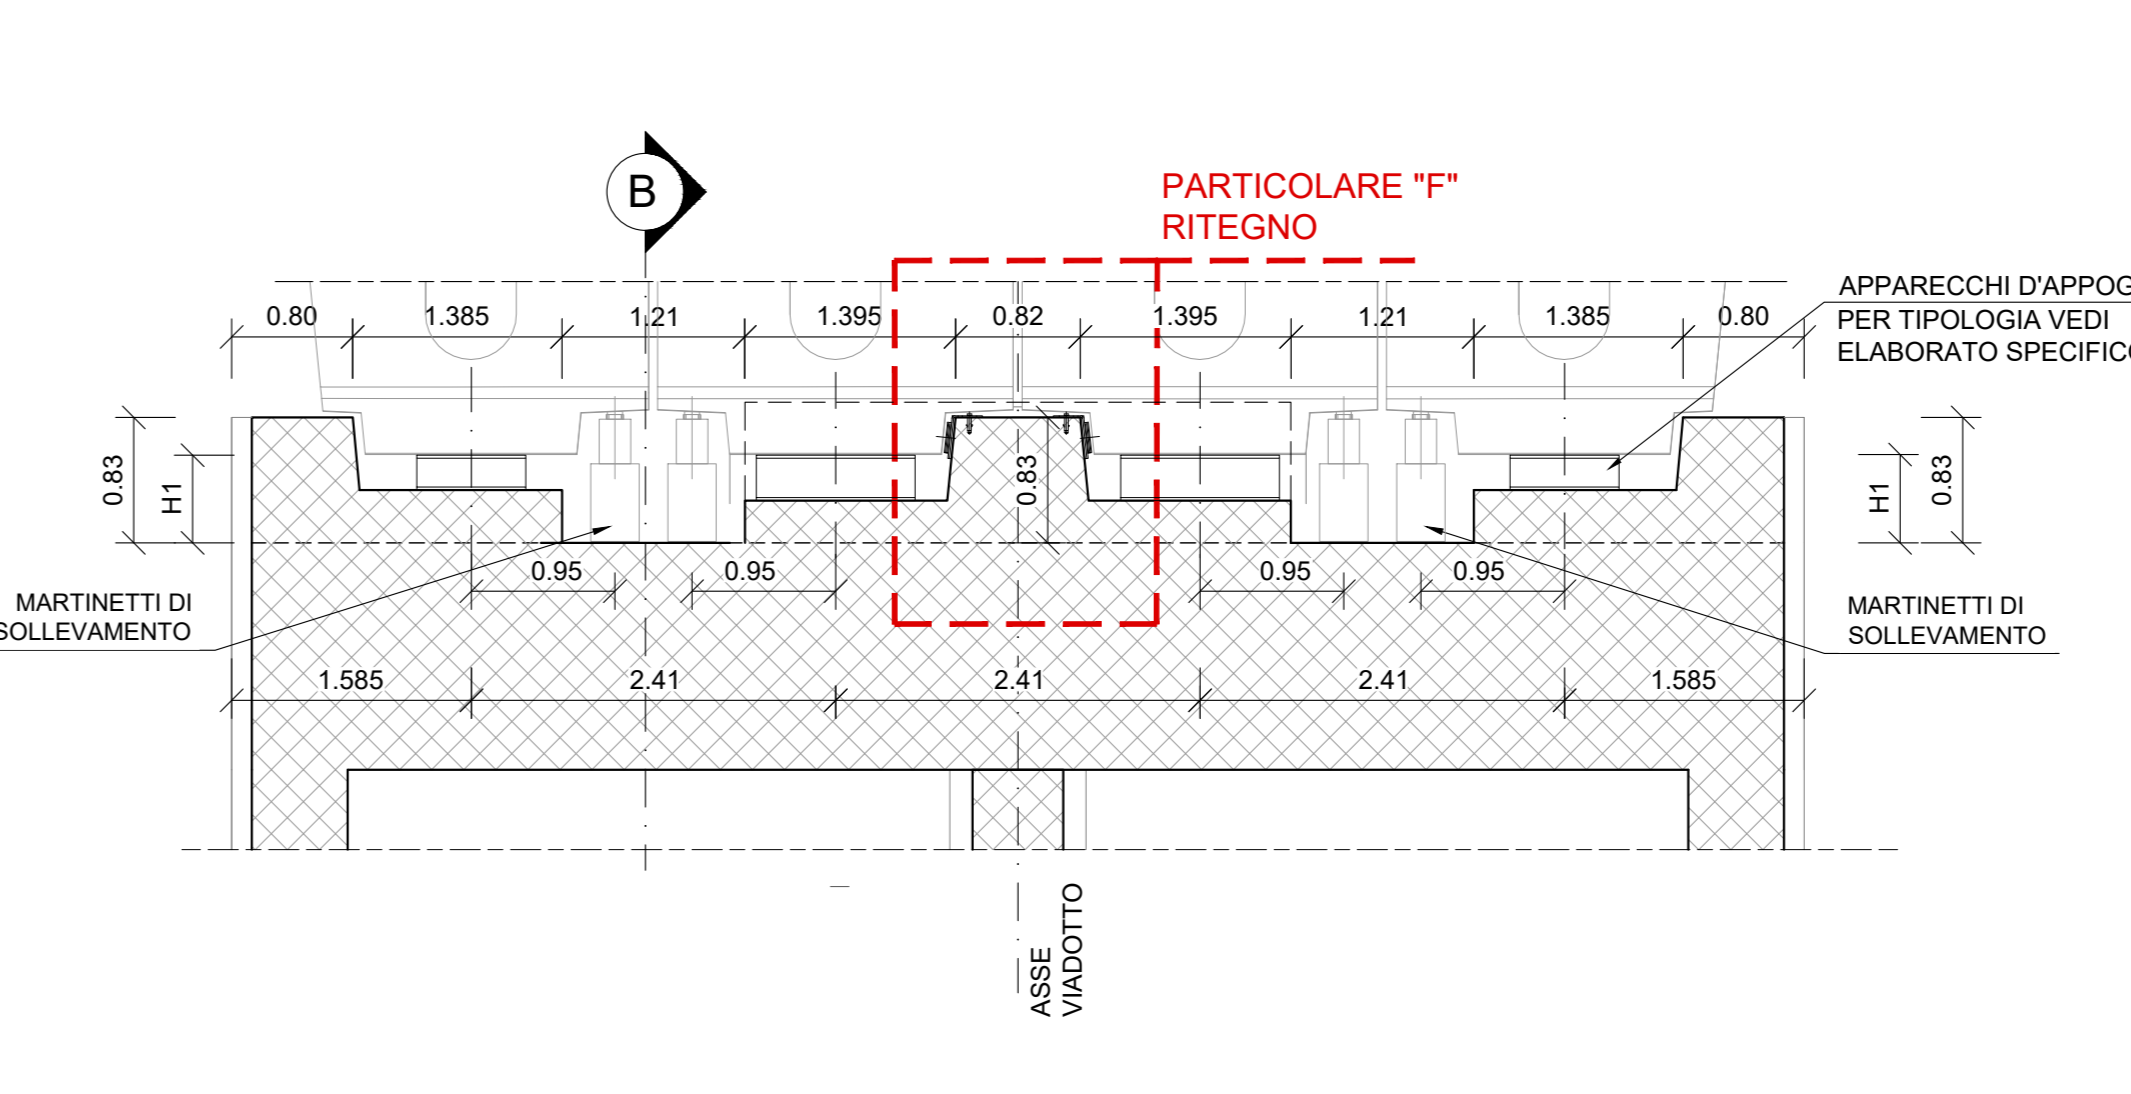 B
PARTICOLARE "F"
RITEGNO
APPARECCHI D'APPOG
PER TIPOLOGIA VEDI
ELABORATO SPECIFICO
0.80 1.385 1.21 1.395 0.82 1.395 1.21 1.385 0.80
0.83 H1 0.83 H1 0.83
0.95 0.95 0.95 0.95
MARTINETTI DI
SOLLEVAMENTO
MARTINETTI DI
SOLLEVAMENTO
1.585 2.41 2.41 2.41 1.585
ASSE
VIADOTTO